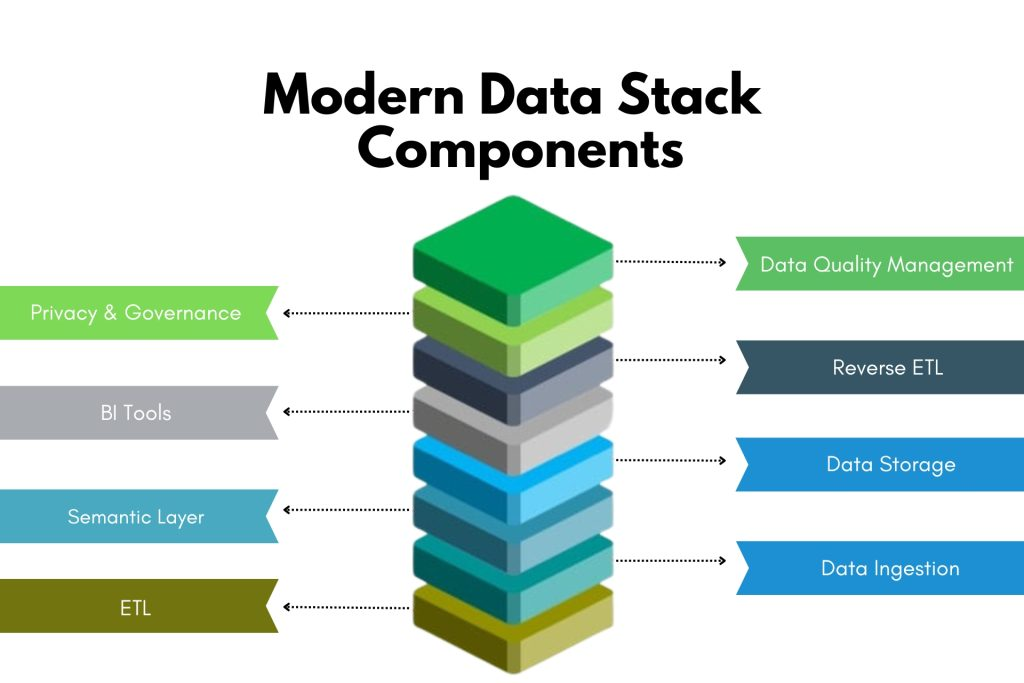 Modern Data Stack
Components
Data Quality Management
Privacy & Governance
Reverse ETL
BI Tools
Data Storage
Semantic Layer
Data Ingestion
ETL